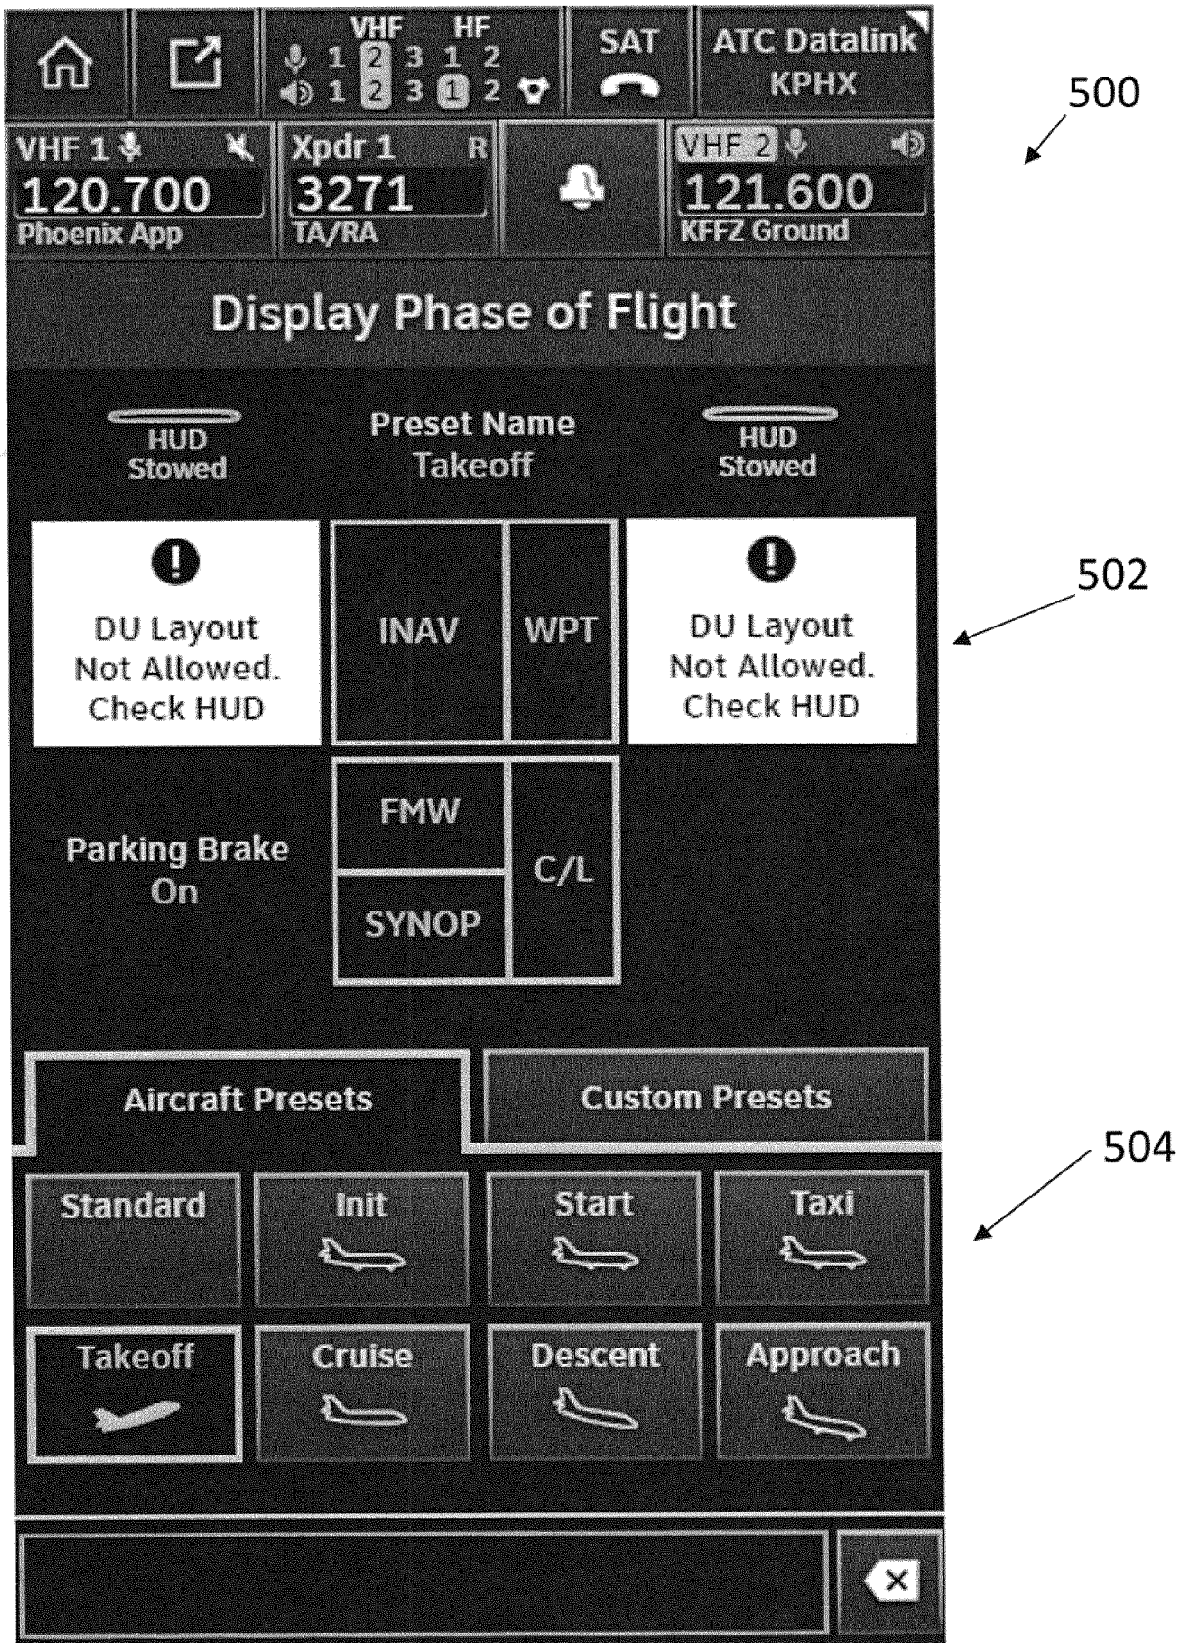 VHF HF
1 2 3 1 2
1 2 3 1 2
SAT
ATC Datalink
KPHX
500
VHF 1
120.700
Phoenix App
Xpdr 1 R
3271
TA/RA
VHF 2
121.600
KFFZ Ground
Display Phase of Flight
HUD
Stowed
Preset Name
Takeoff
HUD
Stowed
!
DU Layout
Not Allowed.
Check HUD
INAV
WPT
!
DU Layout
Not Allowed.
Check HUD
502
Parking Brake
On
FMW
SYNOP
C/L
Aircraft Presets
Custom Presets
504
Standard
Init
Start
Taxi
Takeoff
Cruise
Descent
Approach